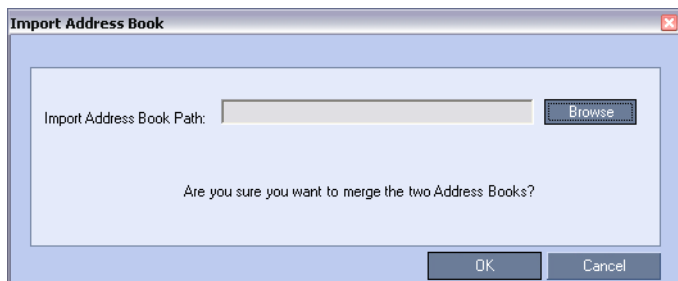 Import Address Book
Import Address Book Path:
Browse
Are you sure you want to merge the two Address Books?
OK
Cancel